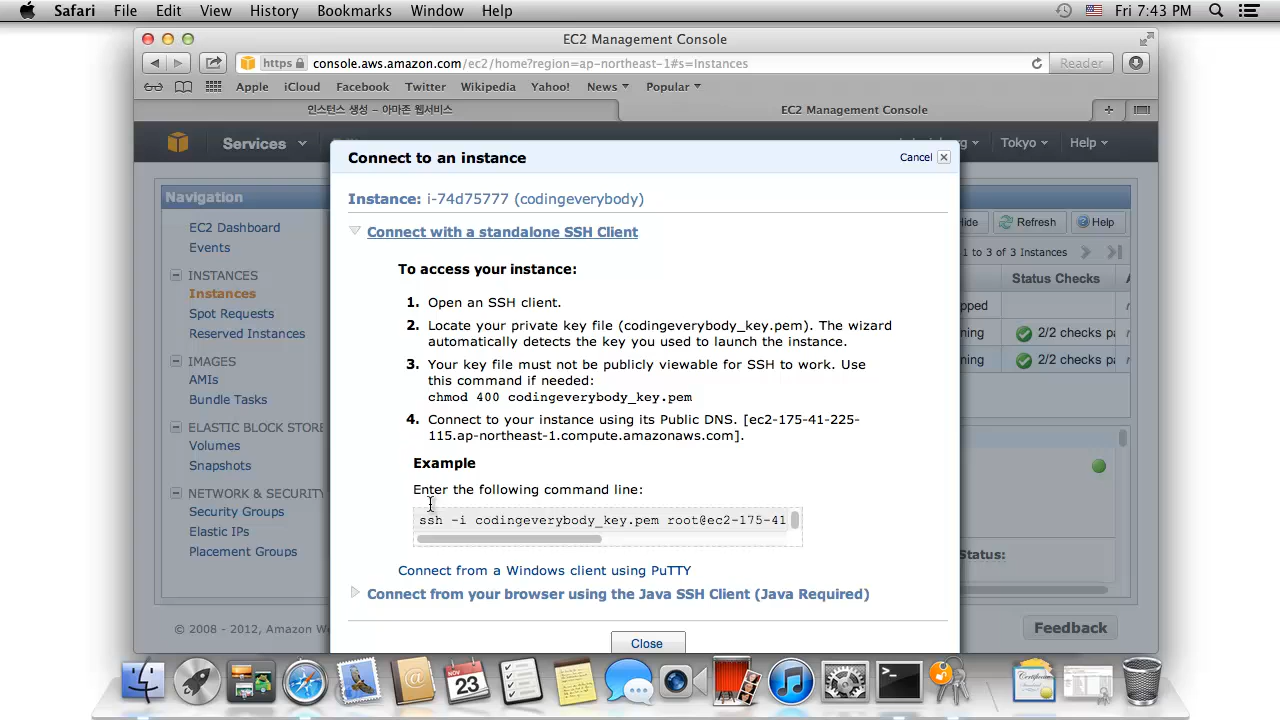 Safari File Edit View History Bookmarks Window Help Fri 7:43 PM
EC2 Management Console
https console.aws.amazon.com/ec2/home?region=ap-northeast-1#s=Instances Reader
Apple iCloud Facebook Twitter Wikipedia Yahoo! News Popular
인스턴스 생성 - 아마존 웹서비스 EC2 Management Console
Services Tokyo Help
Connect to an instance Cancel
Navigation
EC2 Dashboard
Events
INSTANCES
Instances
Spot Requests
Reserved Instances
IMAGES
AMIs
Bundle Tasks
ELASTIC BLOCK STORE
Volumes
Snapshots
NETWORK & SECURITY
Security Groups
Elastic IPs
Placement Groups
© 2008 - 2012, Amazon We
Instance: i-74d75777 (codingeverybody)
Connect with a standalone SSH Client
To access your instance:
1. Open an SSH client.
2. Locate your private key file (codingeverybody_key.pem). The wizard
automatically detects the key you used to launch the instance.
3. Your key file must not be publicly viewable for SSH to work. Use
this command if needed:
chmod 400 codingeverybody_key.pem
4. Connect to your instance using its Public DNS. [ec2-175-41-225-
115.ap-northeast-1.compute.amazonaws.com].
Example
Enter the following command line:
ssh -i codingeverybody_key.pem root@ec2-175-41
Connect from a Windows client using PuTTY
Connect from your browser using the Java SSH Client (Java Required)
Close
ide Refresh Help
1 to 3 of 3 Instances
Status Checks
pped
ning 2/2 checks pa
ning 2/2 checks pa
Status:
Feedback
NOV
23